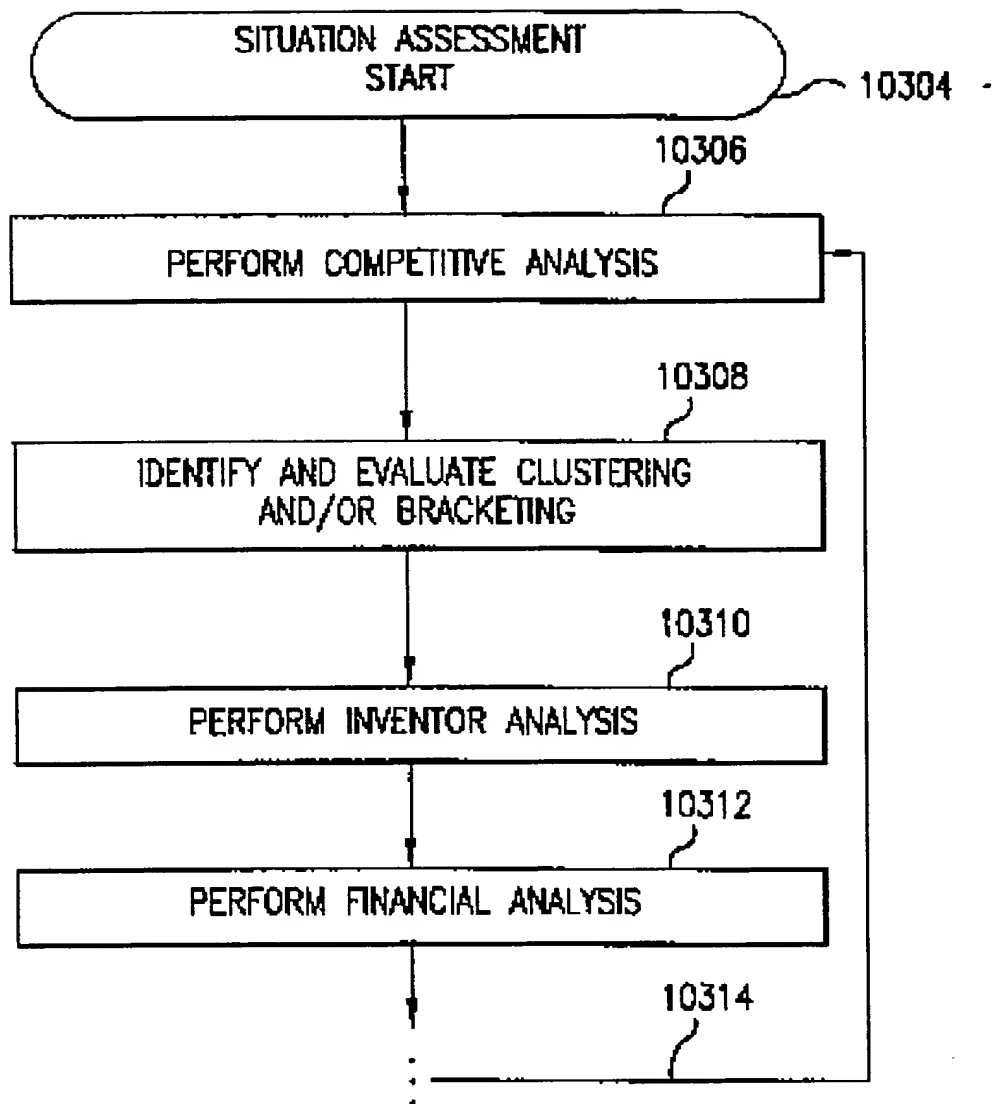 SITUATION ASSESSMENT
START
10304
10306
PERFORM COMPETITIVE ANALYSIS
10308
IDENTIFY AND EVALUATE CLUSTERING
AND/OR BRACKETING
10310
PERFORM INVENTOR ANALYSIS
10312
PERFORM FINANCIAL ANALYSIS
10314